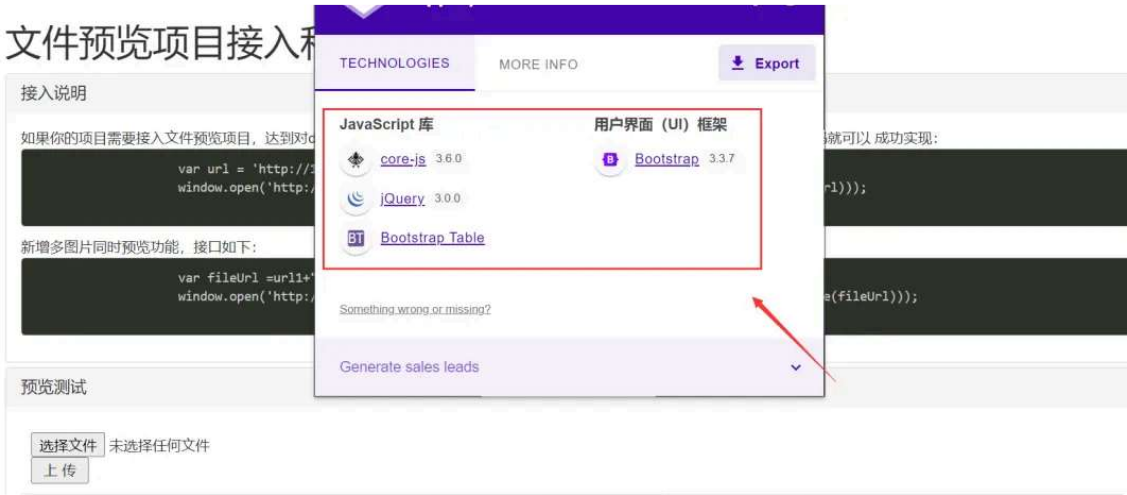 文件预览项目接入
TECHNOLOGIES
MORE INFO
Export
接入说明
JavaScript 库
用户界面（UI）框架
如果你的项目需要接入文件预览项目，达到对
就可以 成功实现：
core-js 3.6.0
Bootstrap 3.3.7
var url = 'http://
window.open('http:/
rl)));
jQuery 3.0.0
Bootstrap Table
新增多图片同时预览功能，接口如下：
var fileUrl =url1+"
window.open('http:/
e(fileUrl)));
Something wrong or missing?
Generate sales leads
预览测试
选择文件 未选择任何文件
上 传